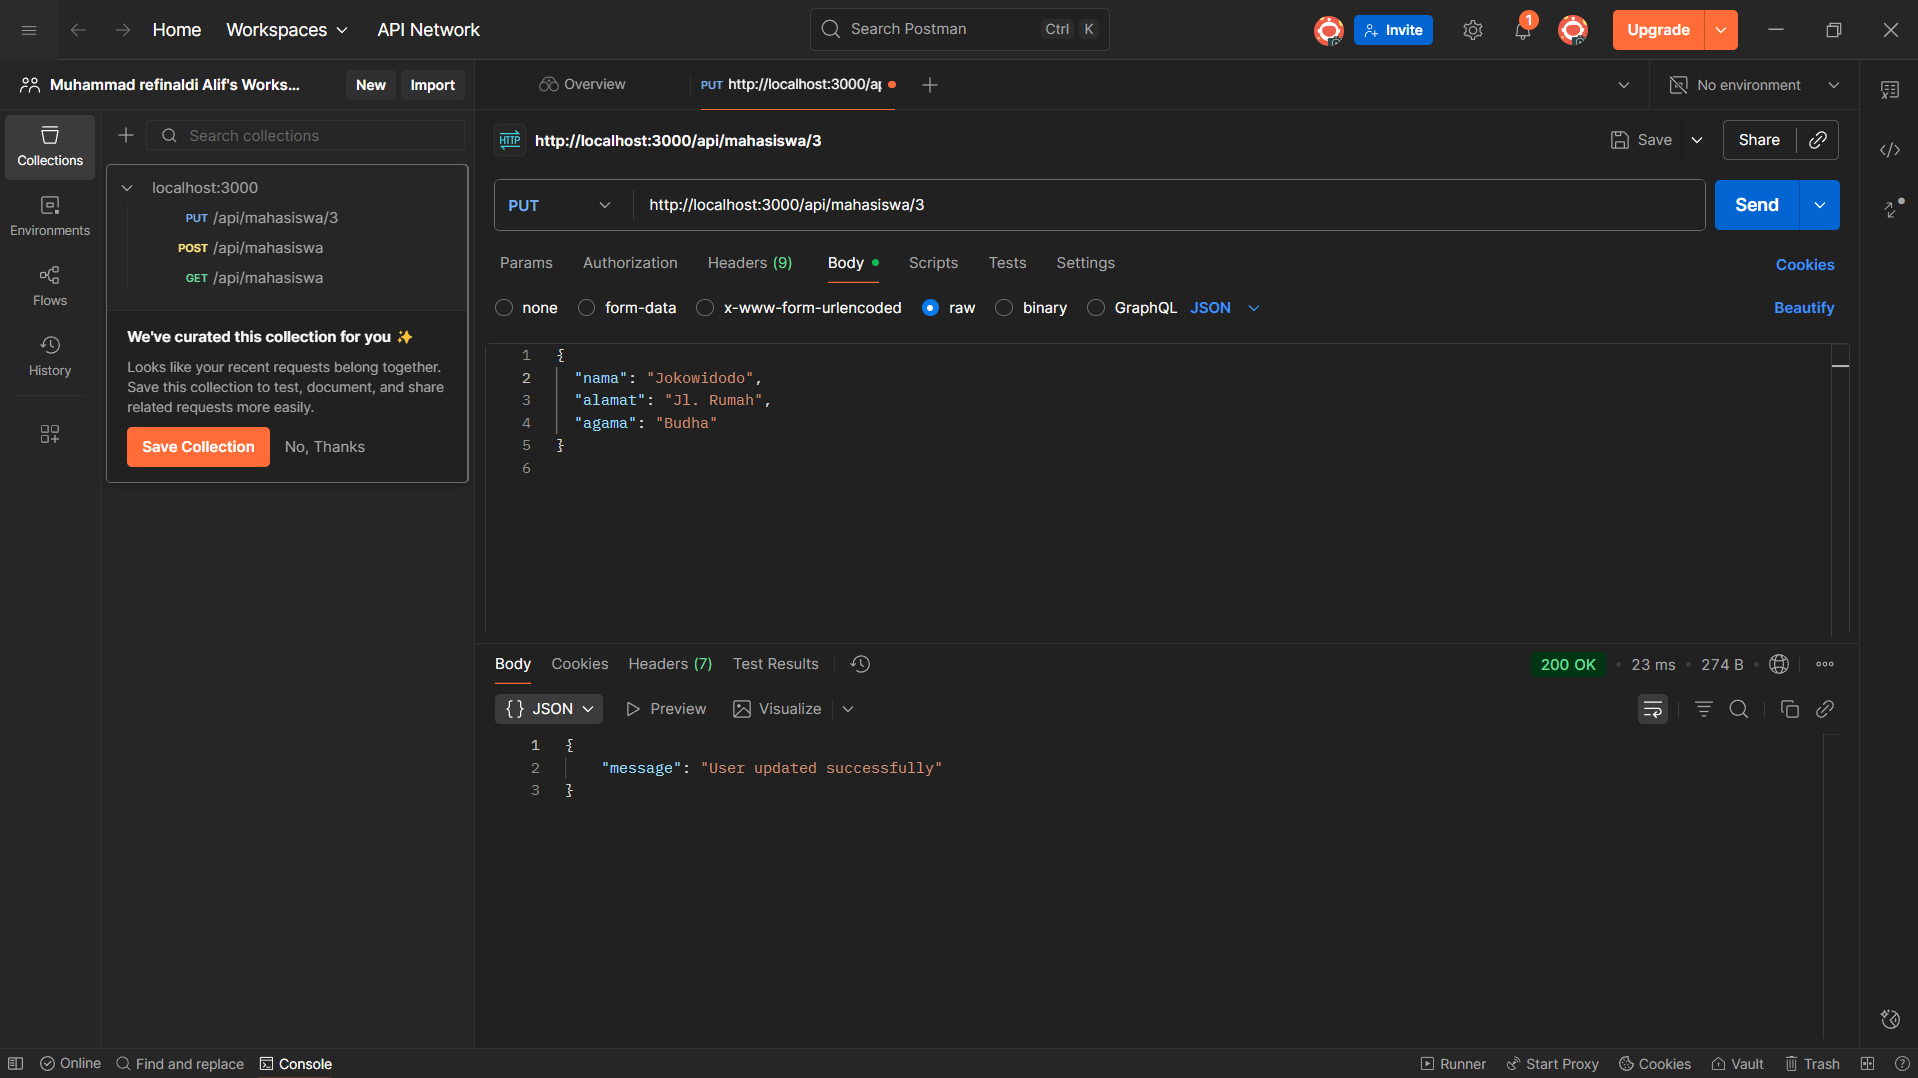 Home Workspaces API Network Search Postman Ctrl K Invite 1 Upgrade
Muhammad refinaldi Alif's Works... New Import Overview PUT http://localhost:3000/ap No environment
Search collections
HTTP http://localhost:3000/api/mahasiswa/3 Save Share
Collections
Environments
Flows
History
localhost:3000
PUT /api/mahasiswa/3
POST /api/mahasiswa
GET /api/mahasiswa
We've curated this collection for you ✨
Looks like your recent requests belong together.
Save this collection to test, document, and share
related requests more easily.
Save Collection No, Thanks
PUT http://localhost:3000/api/mahasiswa/3 Send
Params Authorization Headers (9) Body Scripts Tests Settings Cookies
none form-data x-www-form-urlencoded raw binary GraphQL JSON Beautify
1 {
2 "nama": "Jokowidodo",
3 "alamat": "Jl. Rumah",
4 "agama": "Budha"
5 }
6
Body Cookies Headers (7) Test Results 200 OK • 23 ms • 274 B •
{} JSON Preview Visualize
1 {
2 "message": "User updated successfully"
3 }
Online Find and replace Console Runner Start Proxy Cookies Vault Trash